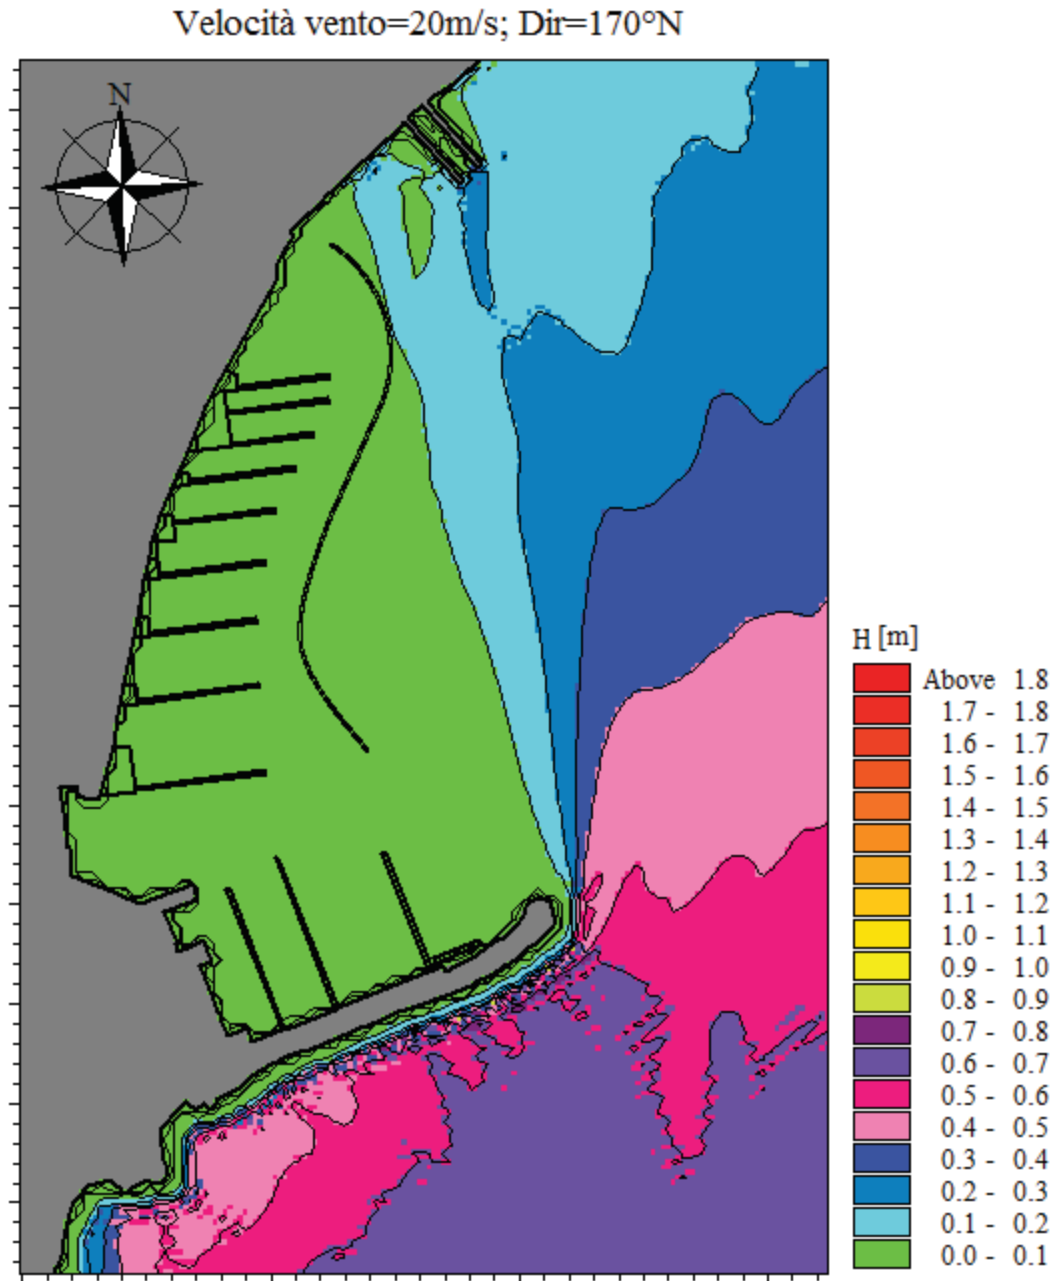 Velocità vento=20m/s; Dir=170°N
N
H [m]
Above 1.8
1.7 - 1.8
1.6 - 1.7
1.5 - 1.6
1.4 - 1.5
1.3 - 1.4
1.2 - 1.3
1.1 - 1.2
1.0 - 1.1
0.9 - 1.0
0.8 - 0.9
0.7 - 0.8
0.6 - 0.7
0.5 - 0.6
0.4 - 0.5
0.3 - 0.4
0.2 - 0.3
0.1 - 0.2
0.0 - 0.1